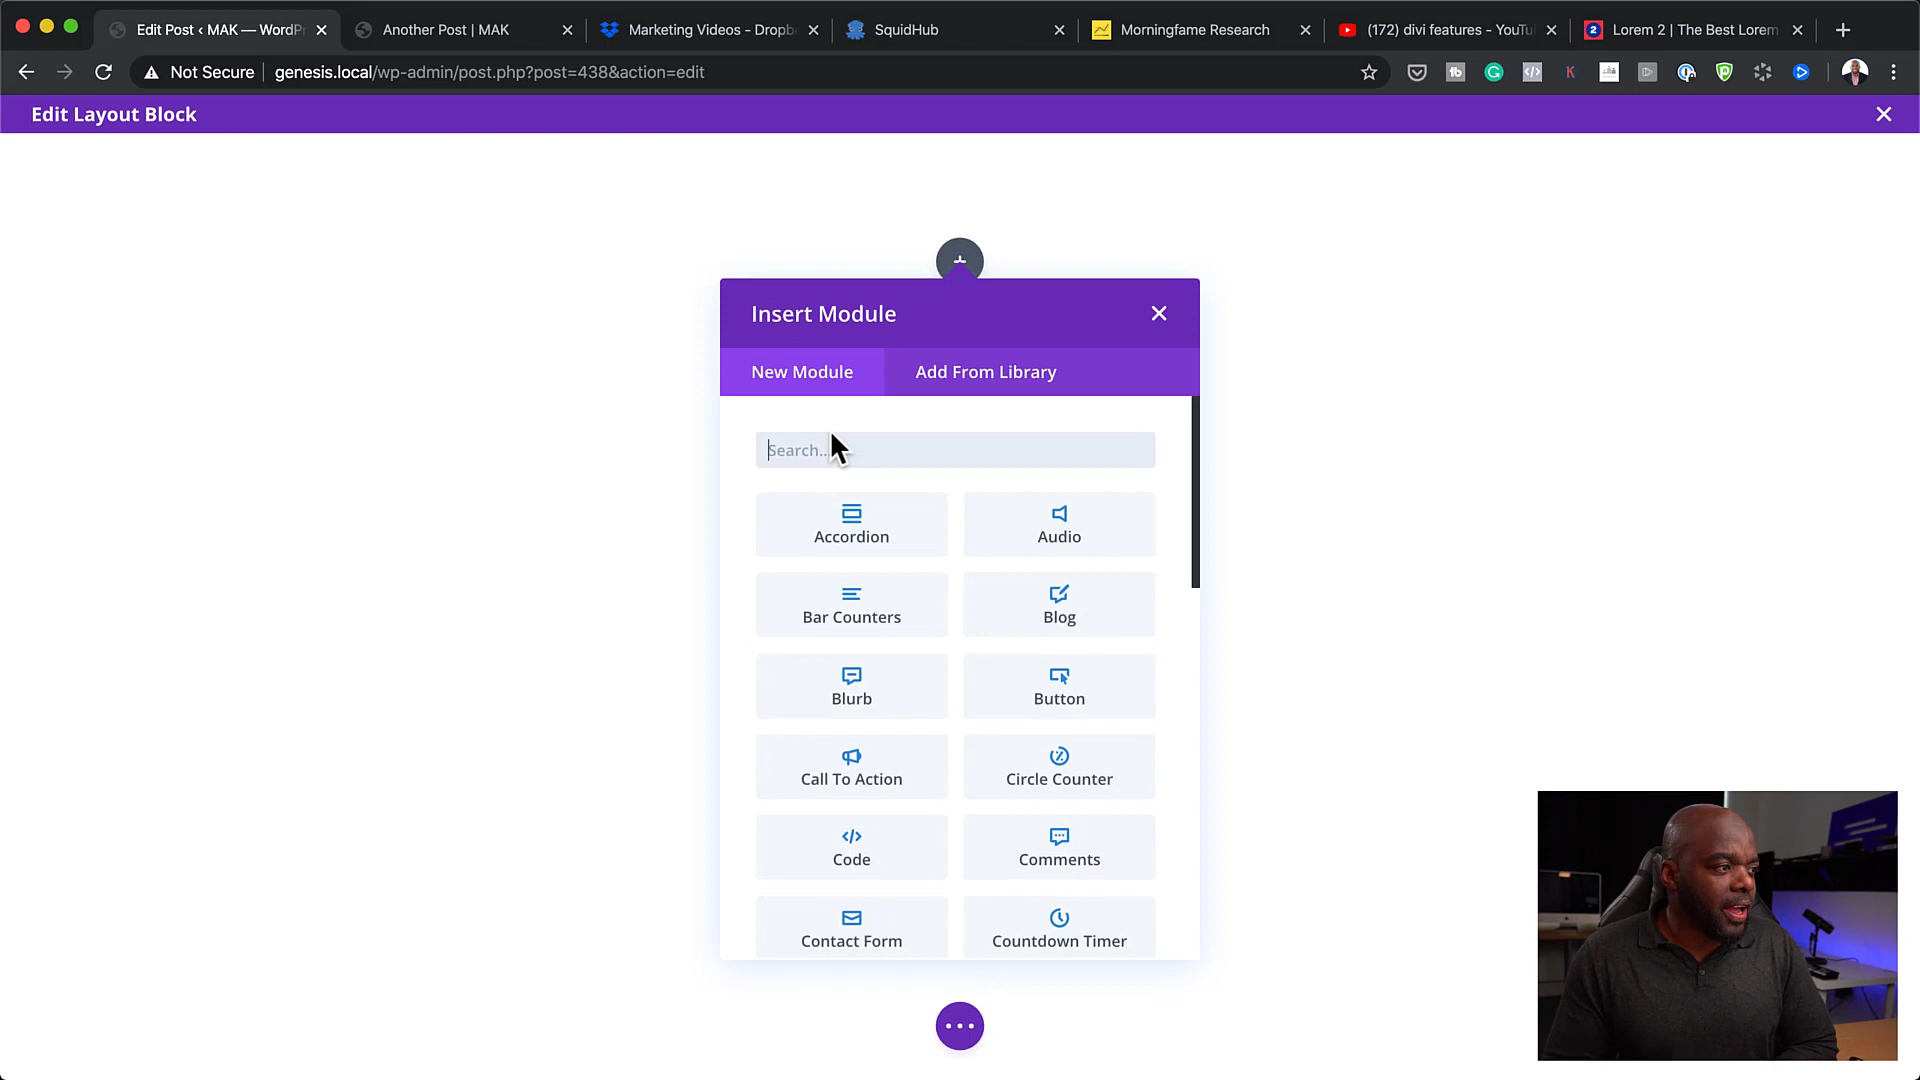 Edit Post ‹ MAK — WordPr
Another Post | MAK
Marketing Videos - Dropbo
SquidHub
Morningfame Research
(172) divi features - YouTu
Lorem 2 | The Best Lorem
Not Secure
genesis.local/wp-admin/post.php?post=438&action=edit
Edit Layout Block
Insert Module
New Module
Add From Library
Search..
Accordion
Audio
Bar Counters
Blog
Blurb
Button
Call To Action
Circle Counter
Code
Comments
Contact Form
Countdown Timer